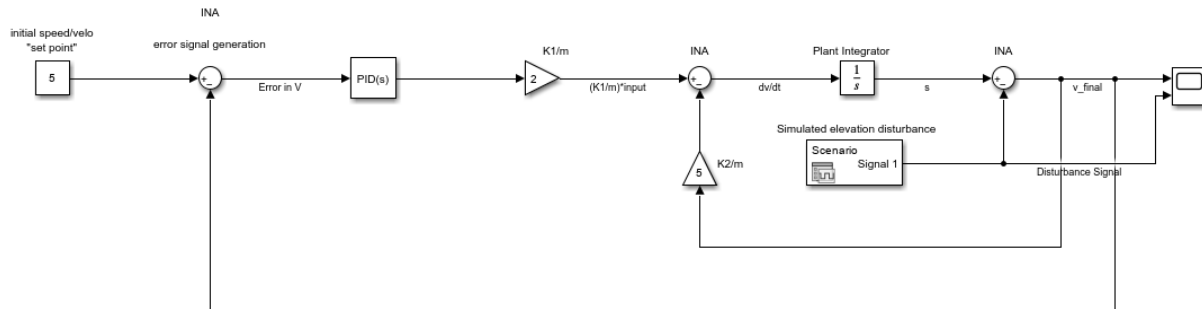 INA
initial speed/velo
"set point"
error signal generation
5
+
−
Error in V
PID(s)
K1/m
2
(K1/m)*input
INA
+
−
dv/dt
Plant Integrator
1
s
s
INA
+
−
v_final
Simulated elevation disturbance
Scenario
Signal 1
Disturbance Signal
K2/m
5